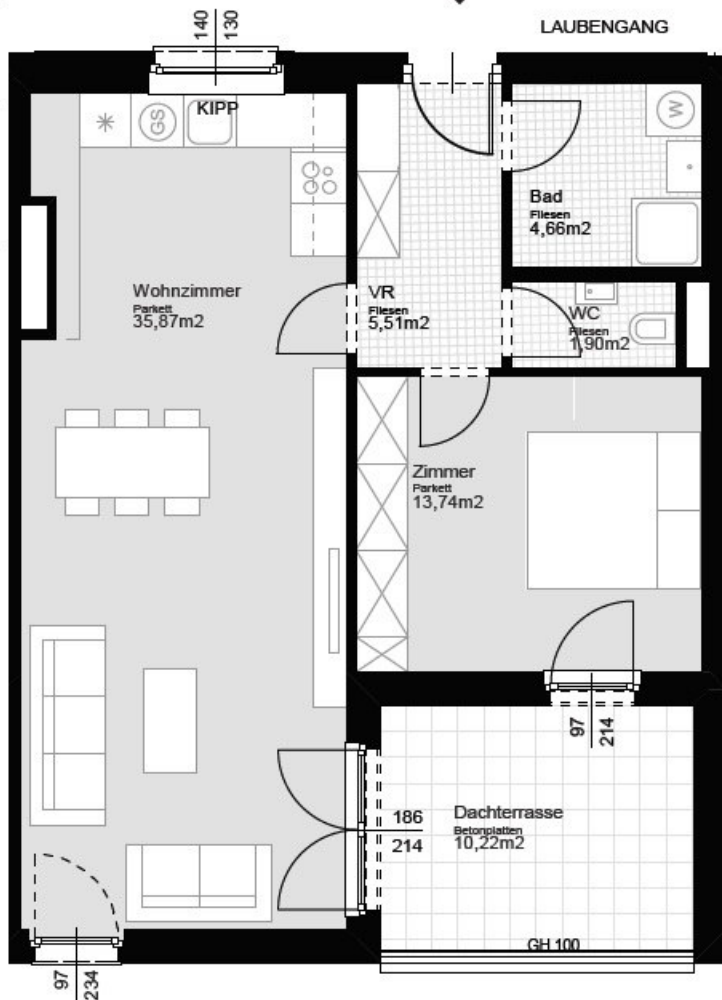 140
130
LAUBENGANG
KIPP
GS
W
Bad
Fliesen
4,66m2
Wohnzimmer
Parkett
35,87m2
VR
Fliesen
5,51m2
WC
Fliesen
1,90m2
Zimmer
Parkett
13,74m2
97
214
186
214
Dachterrasse
Betonplatten
10,22m2
GH 100
97
234